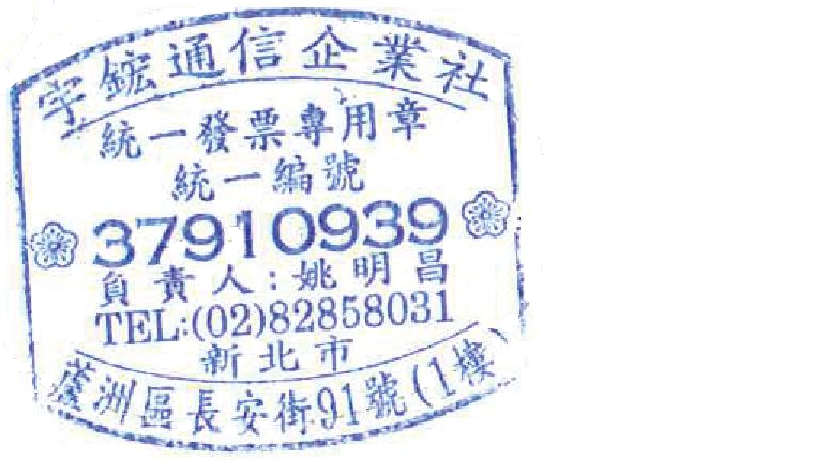 宇鋐通信企業社
統一發票專用章
統一編號
37910939
負責人:姚明昌
TEL:(02)82858031
新北市
蘆洲區長安街91號(1樓)